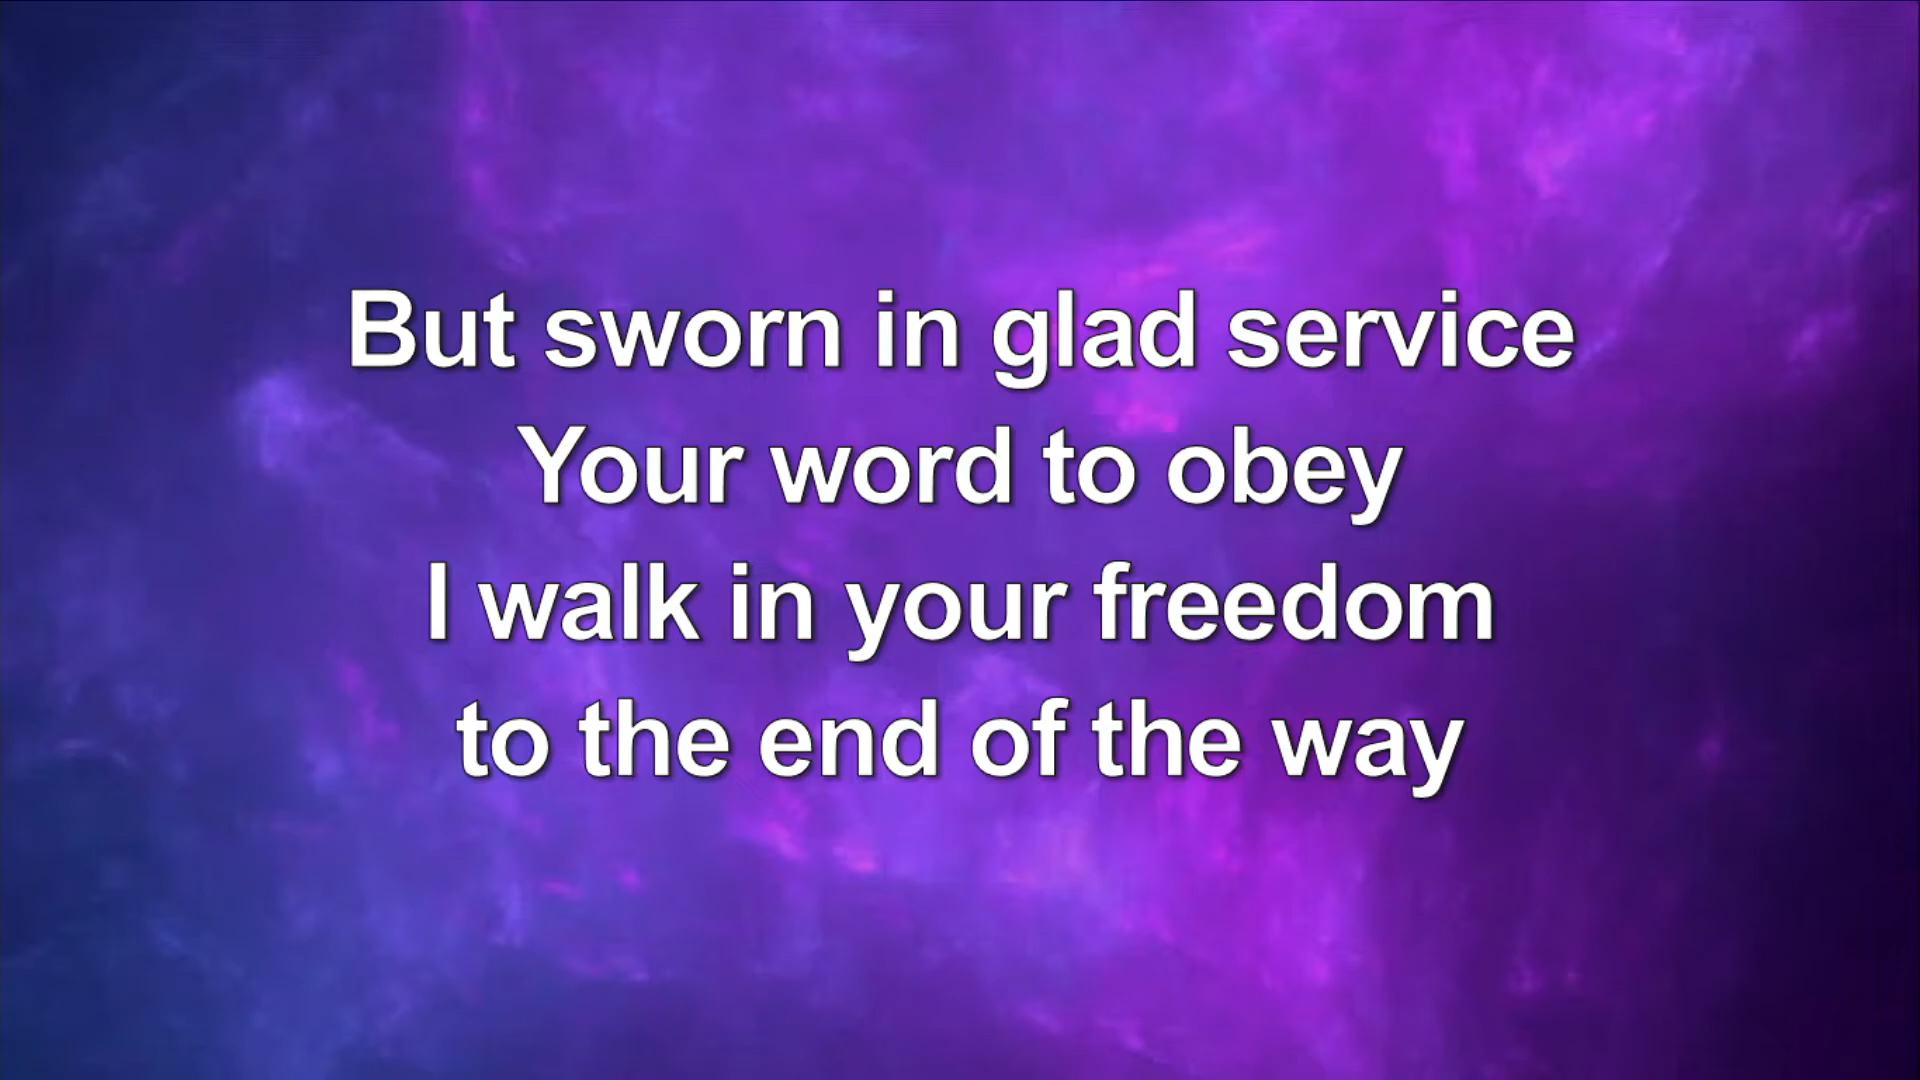 But sworn in glad service
Your word to obey
I walk in your freedom
to the end of the way